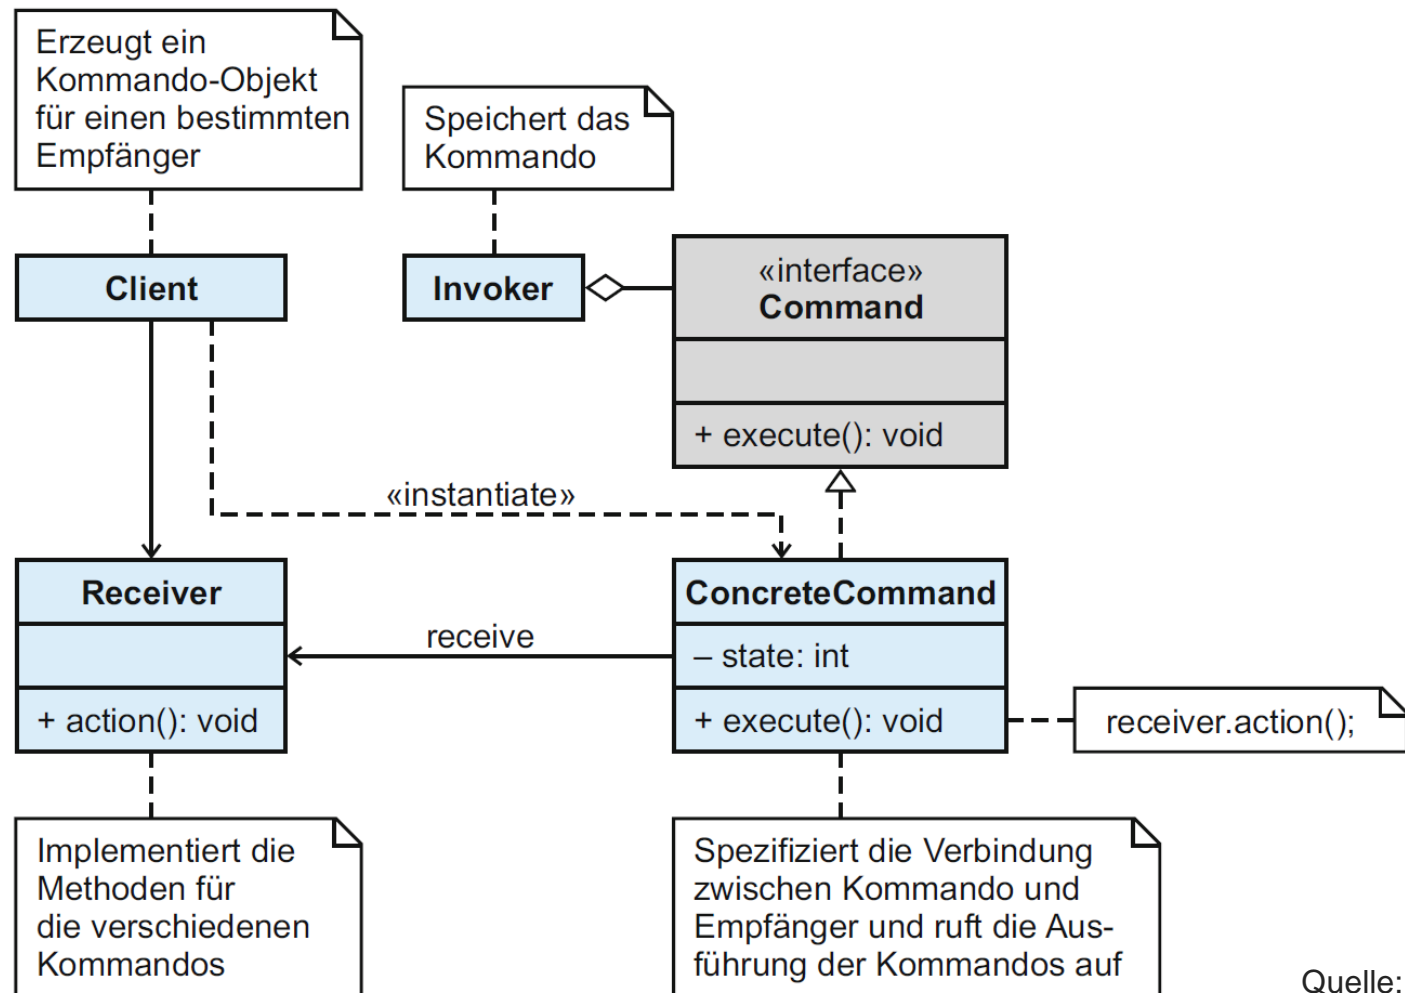 Erzeugt ein
Kommando-Objekt
für einen bestimmten
Empfänger
Speichert das
Kommando
Client
Invoker
«interface»
Command
+ execute(): void
«instantiate»
Receiver
+ action(): void
receive
ConcreteCommand
– state: int
+ execute(): void
receiver.action();
Implementiert die
Methoden für
die verschiedenen
Kommandos
Spezifiziert die Verbindung
zwischen Kommando und
Empfänger und ruft die Aus-
führung der Kommandos auf
Quelle: